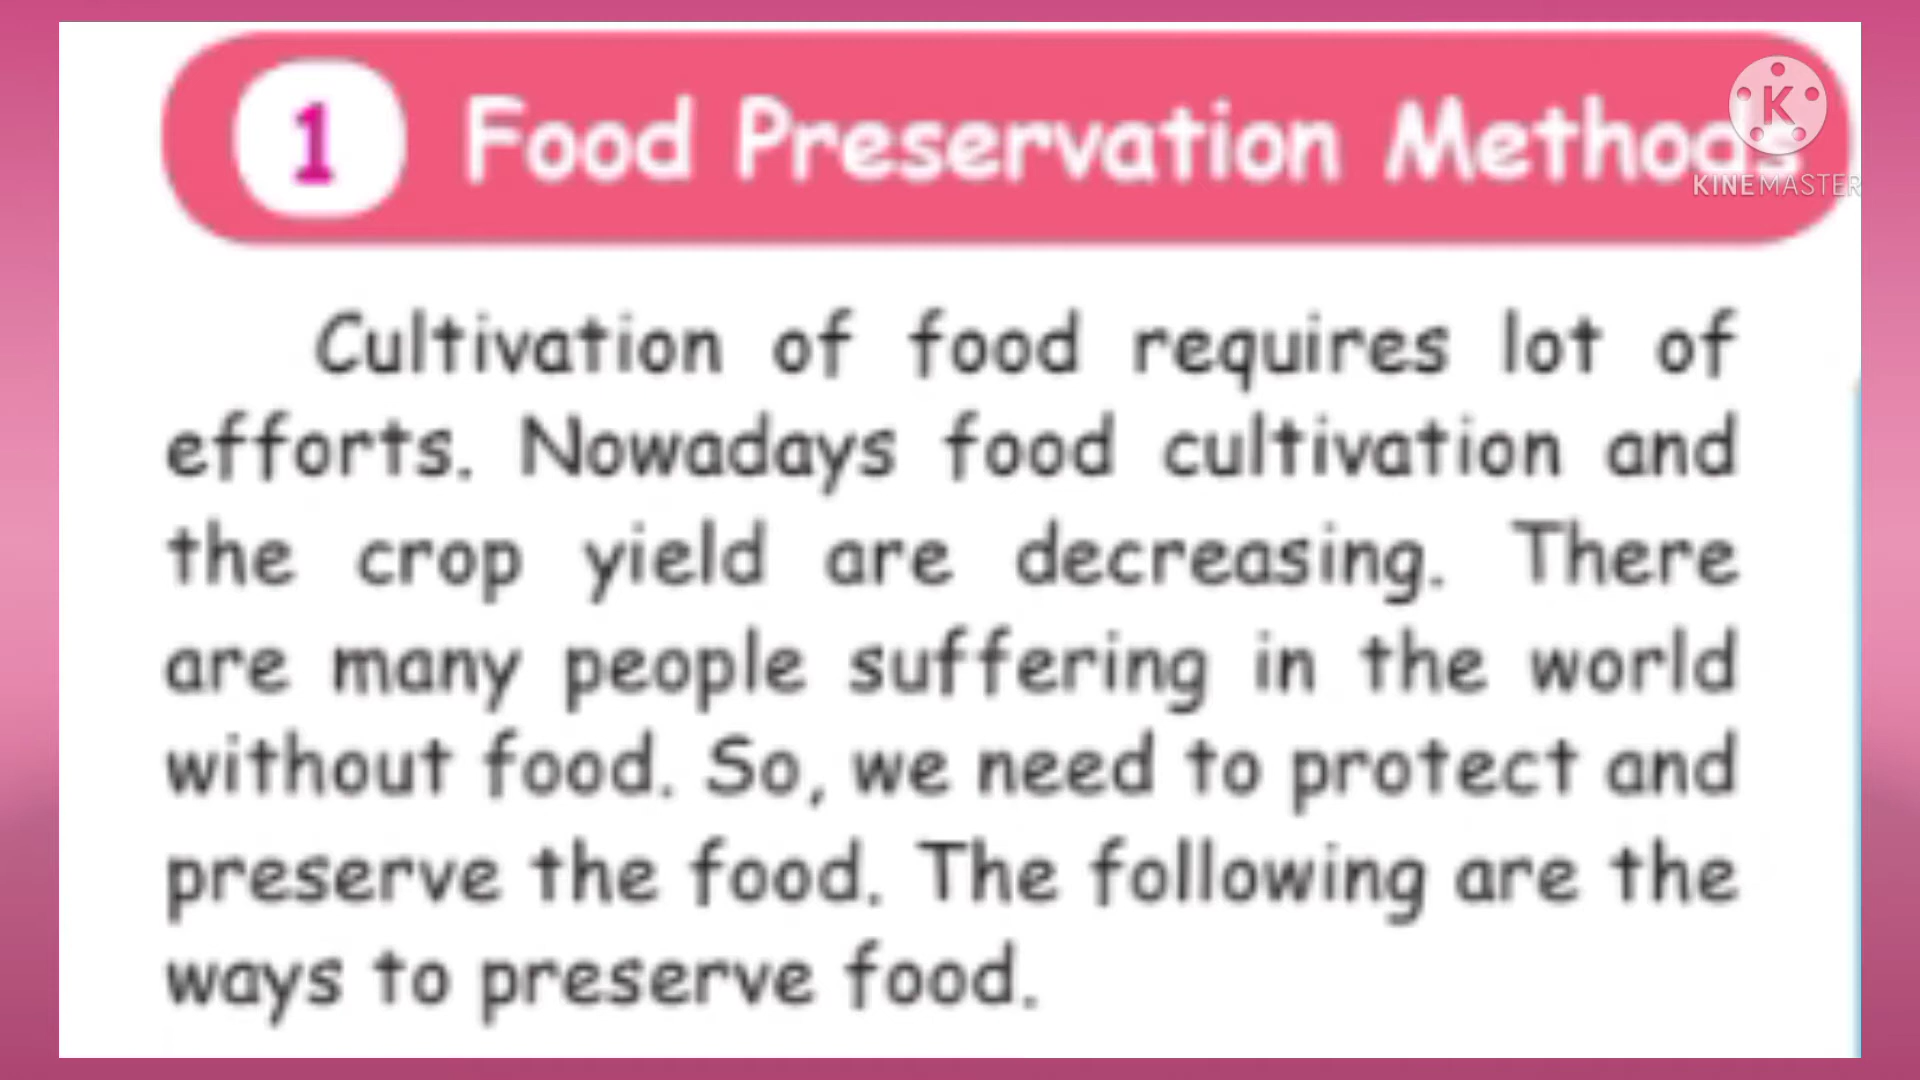 1 Food Preservation Methods
KINEMASTER
Cultivation of food requires lot of
efforts. Nowadays food cultivation and
the crop yield are decreasing. There
are many people suffering in the world
without food. So, we need to protect and
preserve the food. The following are the
ways to preserve food.